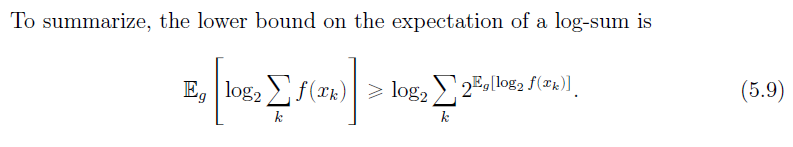 To summarize, the lower bound on the expectation of a log-sum is
𝔼_g [log₂ ∑_k f(x_k)] ⩾ log₂ ∑_k 2^{𝔼_g[log₂ f(x_k)]}. (5.9)